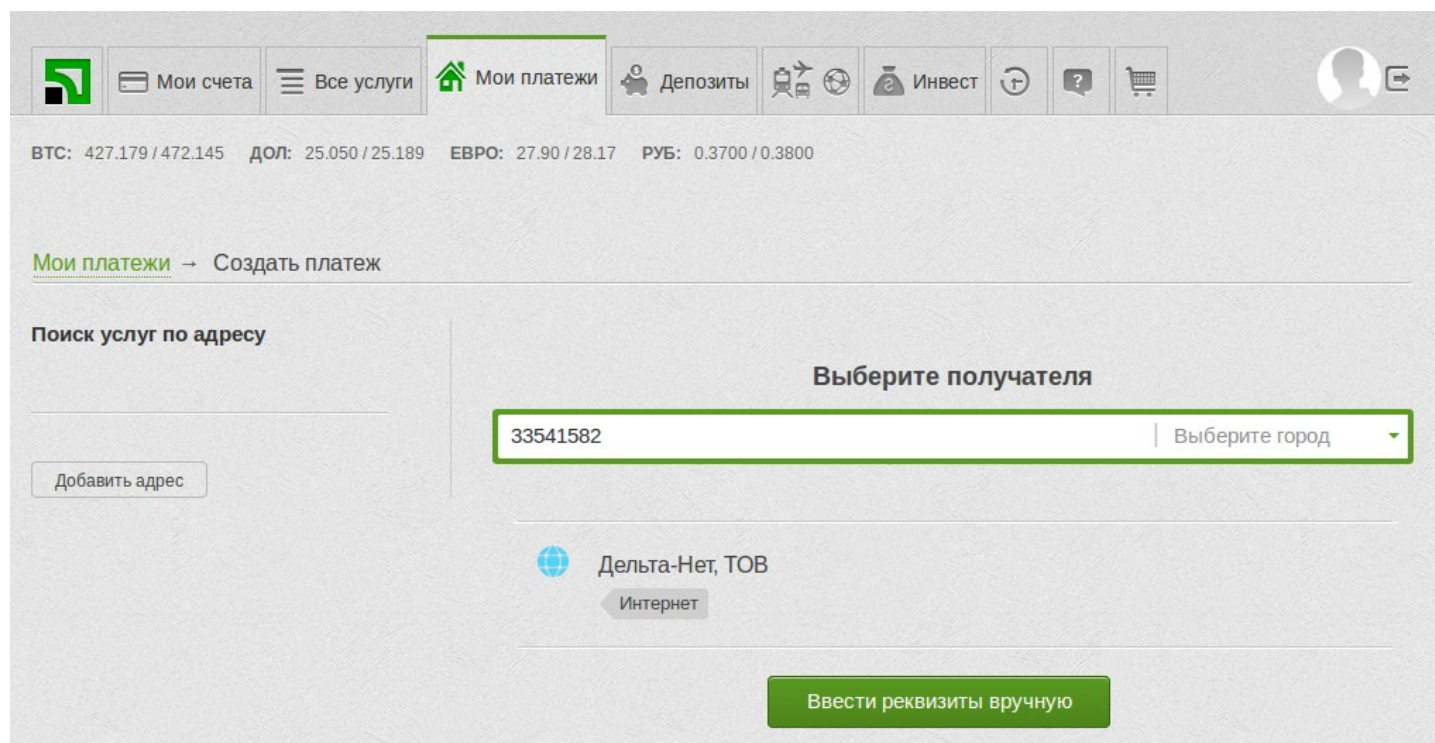 Мои счета Все услуги Мои платежи Депозиты Инвест
BTC: 427.179 / 472.145 ДОЛ: 25.050 / 25.189 ЕВРО: 27.90 / 28.17 РУБ: 0.3700 / 0.3800
Мои платежи → Создать платеж
Поиск услуг по адресу
Выберите получателя
33541582 Выберите город
Добавить адрес
Дельта-Нет, ТОВ
Интернет
Ввести реквизиты вручную